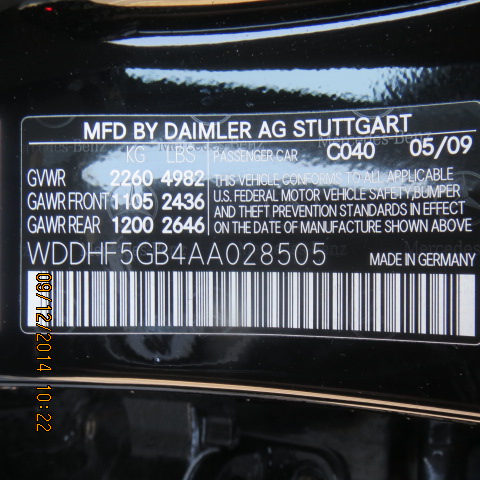 MFD BY DAIMLER AG STUTTGART
KG LBS PASSENGER CAR C040 05/09
GVWR 2260 4982 THIS VEHICLE CONFORMS TO ALL APPLICABLE
GAWR FRONT 1105 2436 U.S. FEDERAL MOTOR VEHICLE SAFETY,BUMPER
AND THEFT PREVENTION STANDARDS IN EFFECT
GAWR REAR 1200 2646 ON THE DATE OF MANUFACTURE SHOWN ABOVE
WDDHF5GB4AA028505 MADE IN GERMANY
09/12/2014 10:22